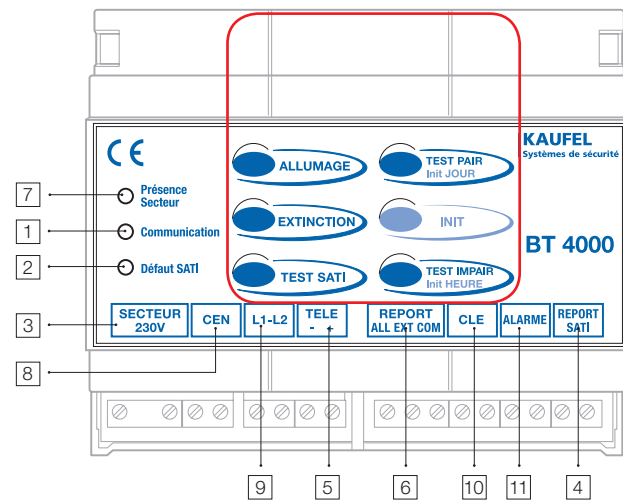 KAUFEL
Systèmes de sécurité
ALLUMAGE
TEST PAIR
Init JOUR
7
Présence
Secteur
1
Communication
EXTINCTION
INIT
BT 4000
2
Défaut SATI
TEST SATI
TEST IMPAIR
Init HEURE
3
SECTEUR
230V
CEN
L1-L2
TELE
- +
REPORT
ALL EXT COM
CLE
ALARME
REPORT
SATI
8
9
5
6
10
11
4